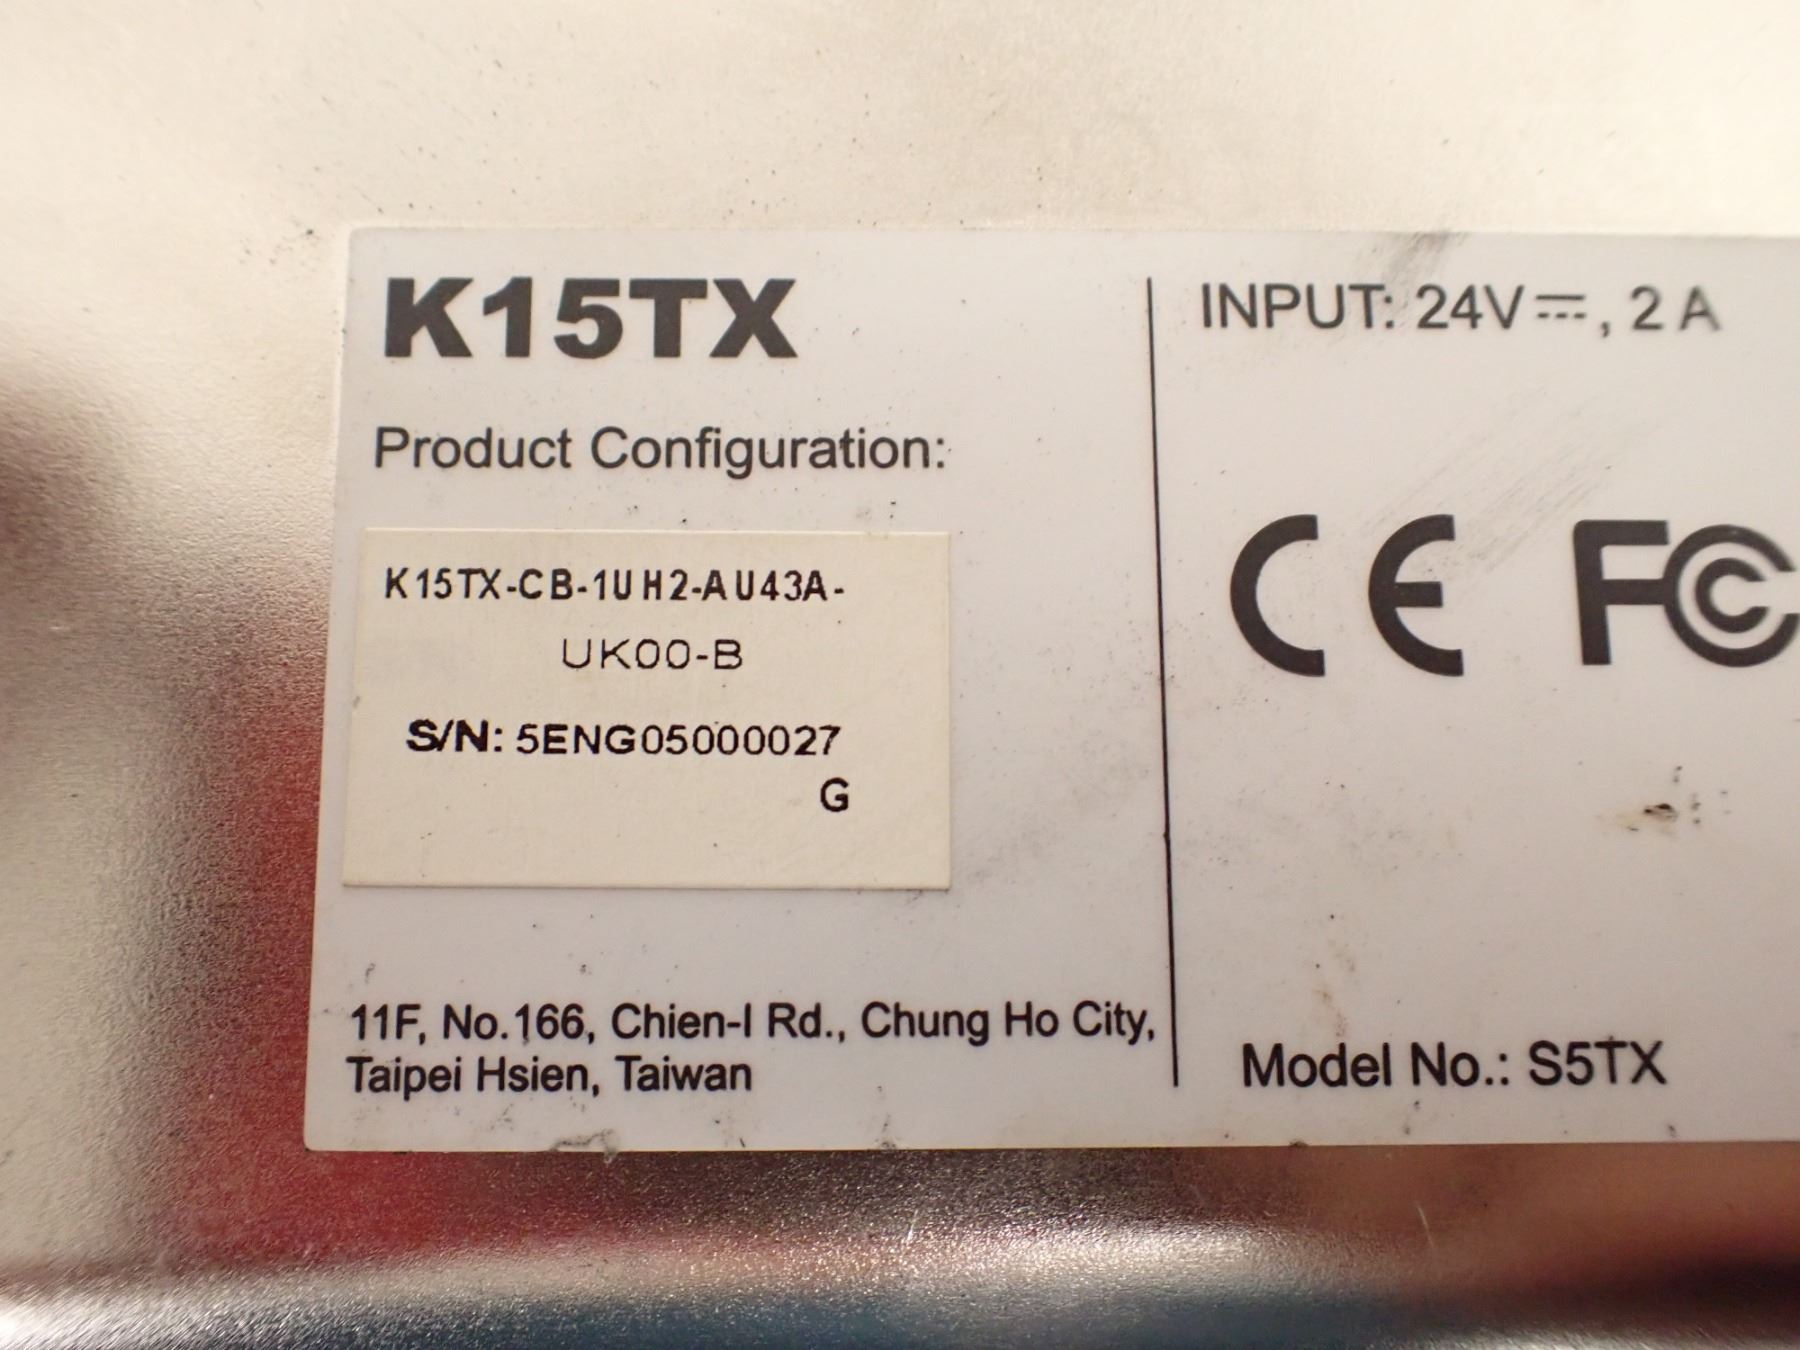 K15TX
Product Configuration:
K15TX-CB-1UH2-AU43A-
UK00-B
S/N: 5ENG05000027
G
11F, No.166, Chien-I Rd., Chung Ho City,
Taipei Hsien, Taiwan
INPUT: 24V⎓, 2 A
CE FC
Model No.: S5TX